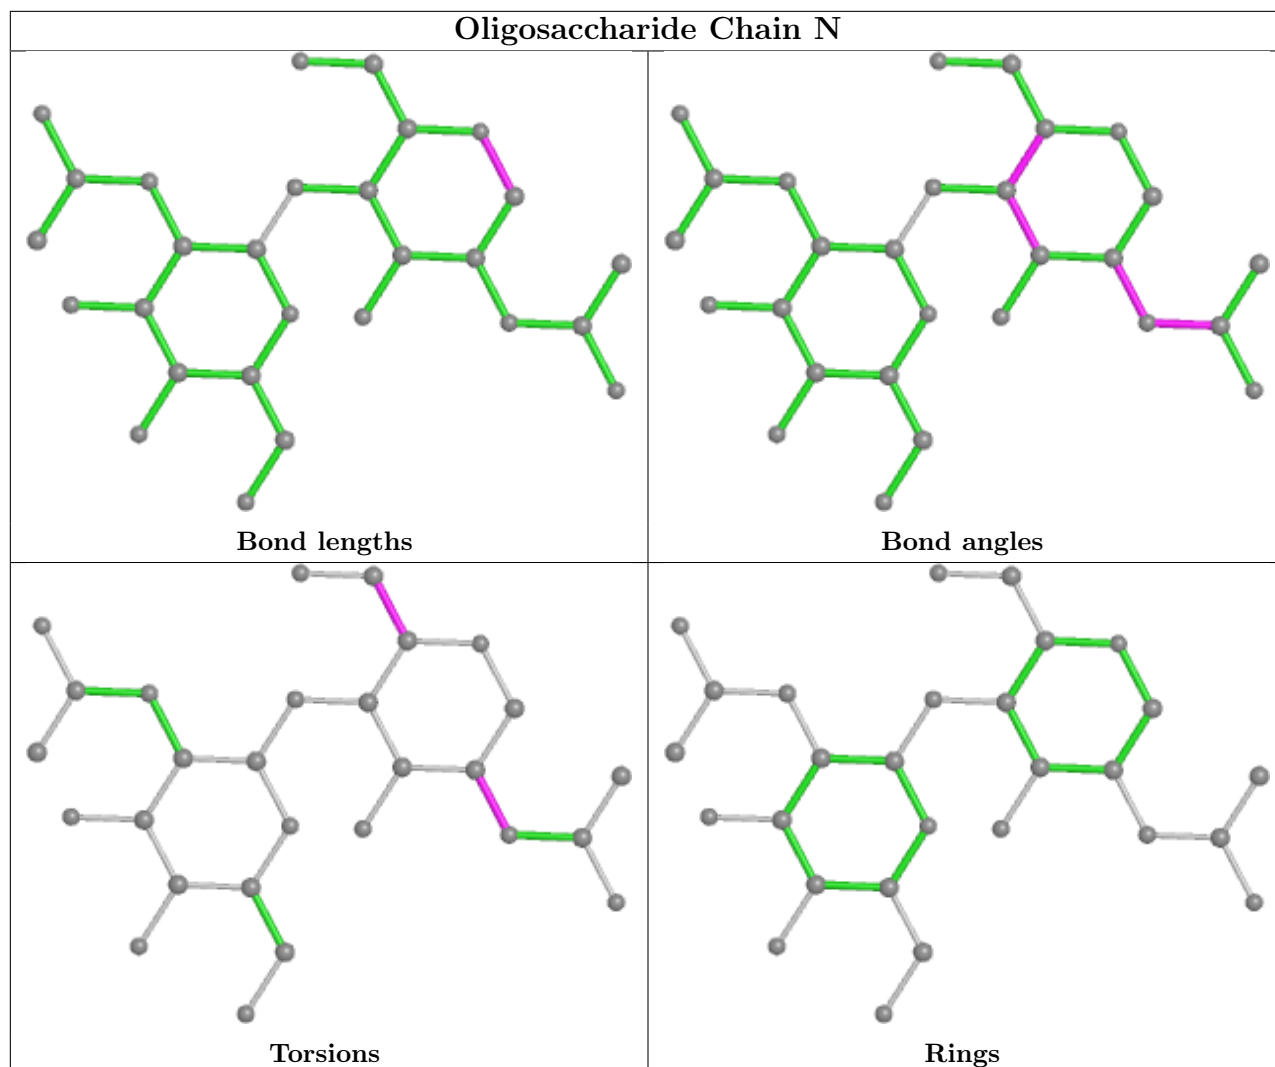 Oligosaccharide Chain N
Bond lengths
Bond angles
Torsions
Rings